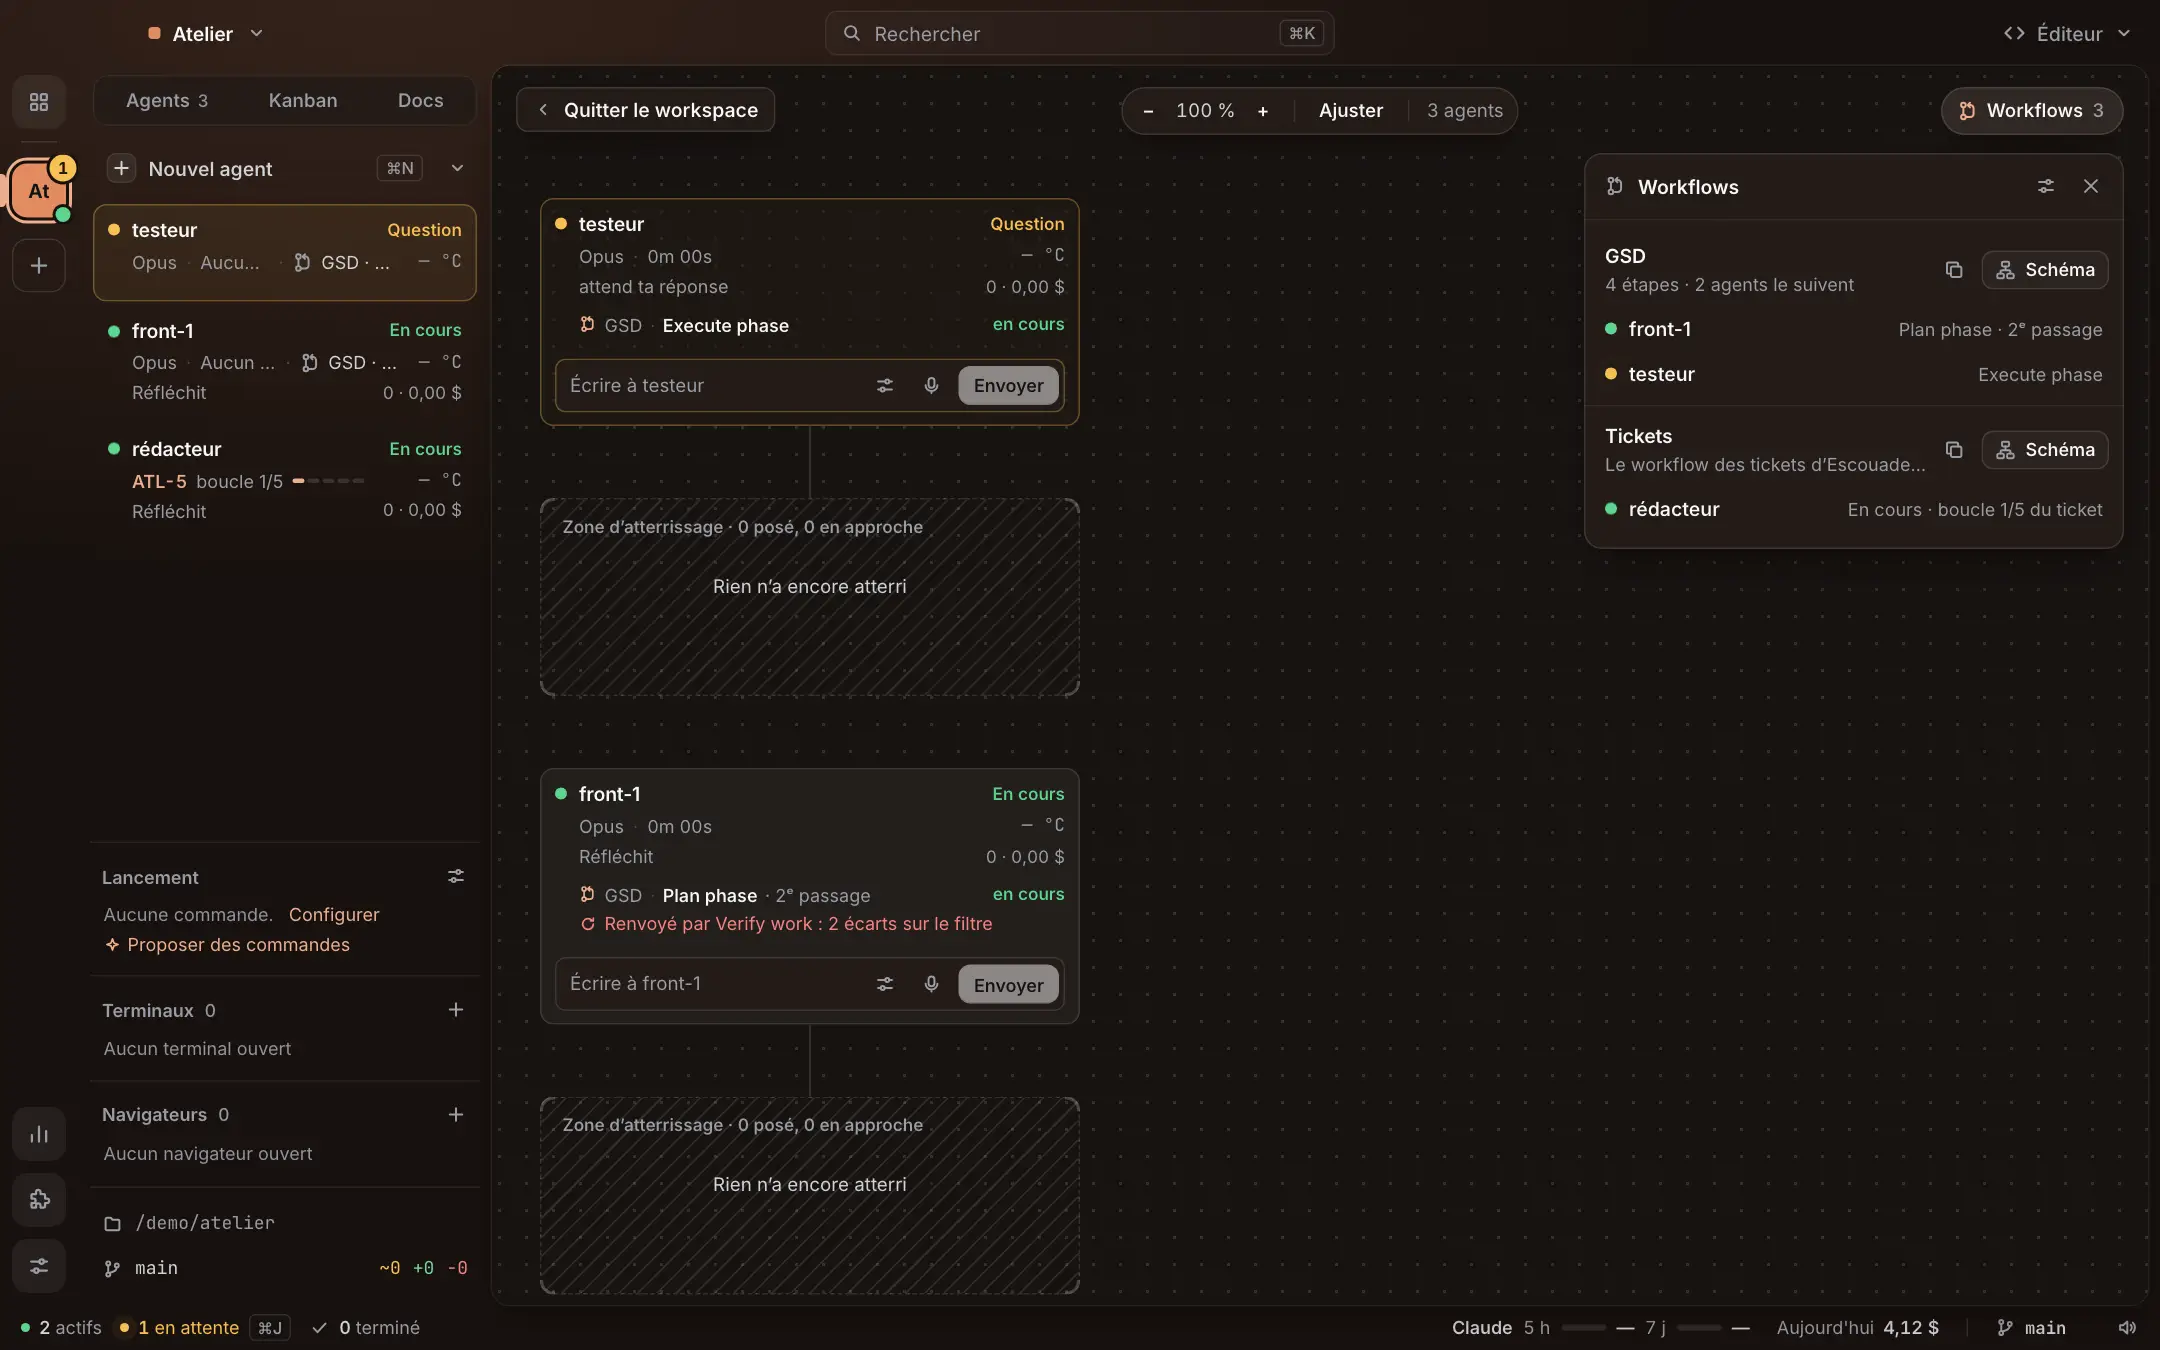 Atelier
Rechercher
⌘K
Éditeur
Agents 3
Kanban
Docs
Nouvel agent
⌘N
At
1
testeur
Question
Opus · Aucu... · GSD · ... – °C
front-1
En cours
Opus · Aucun ... · GSD · ... – °C
Réfléchit
0 · 0,00 $
rédacteur
En cours
ATL-5 boucle 1/5
– °C
Réfléchit
0 · 0,00 $
Lancement
Aucune commande. Configurer
Proposer des commandes
Terminaux 0
Aucun terminal ouvert
Navigateurs 0
Aucun navigateur ouvert
/demo/atelier
main
~0 +0 -0
Quitter le workspace
– 100 % +
Ajuster
3 agents
Workflows 3
testeur
Question
Opus · 0m 00s
– °C
attend ta réponse
0 · 0,00 $
GSD · Execute phase
en cours
Écrire à testeur
Envoyer
Zone d’atterrissage · 0 posé, 0 en approche
Rien n’a encore atterri
front-1
En cours
Opus · 0m 00s
– °C
Réfléchit
0 · 0,00 $
GSD · Plan phase · 2ᵉ passage
en cours
Renvoyé par Verify work : 2 écarts sur le filtre
Écrire à front-1
Envoyer
Zone d’atterrissage · 0 posé, 0 en approche
Rien n’a encore atterri
Workflows
GSD
4 étapes · 2 agents le suivent
Schéma
front-1
Plan phase · 2ᵉ passage
testeur
Execute phase
Tickets
Le workflow des tickets d’Escouade...
Schéma
rédacteur
En cours · boucle 1/5 du ticket
2 actifs
1 en attente
⌘J
0 terminé
Claude 5 h — 7 j —
Aujourd'hui 4,12 $
main